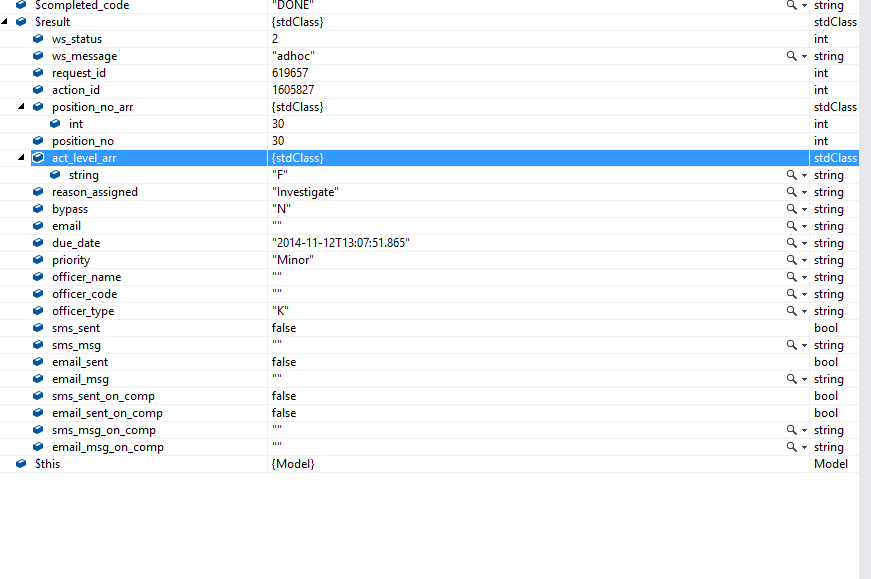 $completed_code "DONE" string
$result {stdClass} stdClass
ws_status 2 int
ws_message "adhoc" string
request_id 619657 int
action_id 1605827 int
position_no_arr {stdClass} stdClass
int 30 int
position_no 30 int
act_level_arr {stdClass} stdClass
string "F" string
reason_assigned "Investigate" string
bypass "N" string
email "" string
due_date "2014-11-12T13:07:51.865" string
priority "Minor" string
officer_name "" string
officer_code "" string
officer_type "K" string
sms_sent false bool
sms_msg "" string
email_sent false bool
email_msg "" string
sms_sent_on_comp false bool
email_sent_on_comp false bool
sms_msg_on_comp "" string
email_msg_on_comp "" string
$this {Model} Model